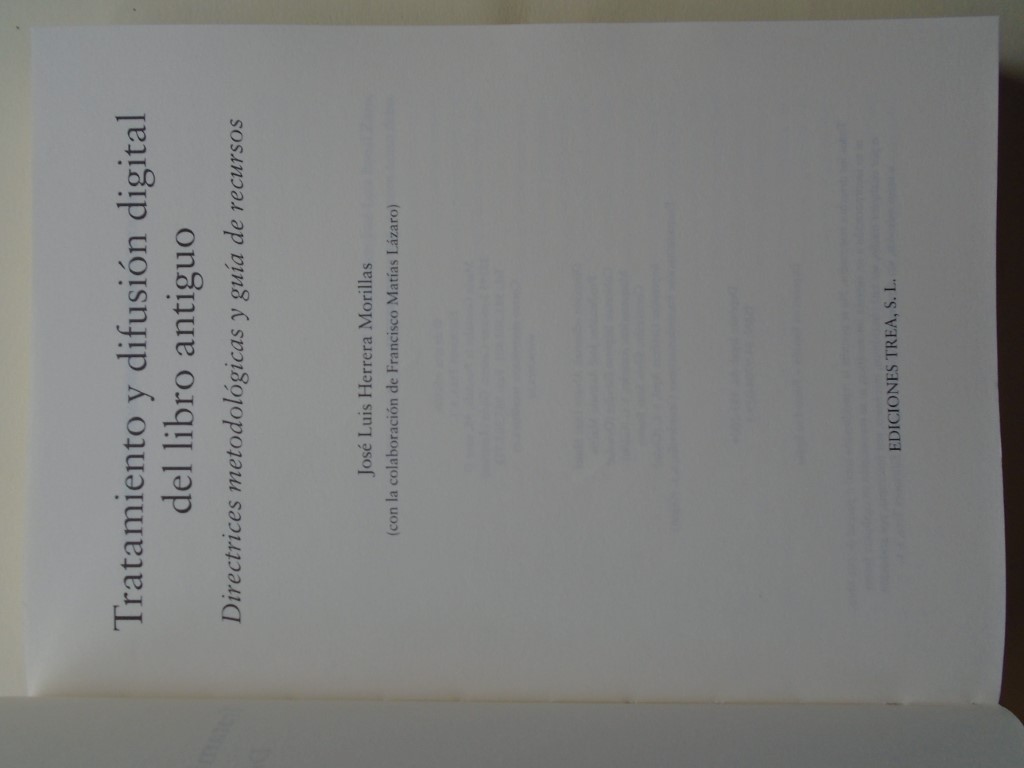 Tratamiento y difusión digital
del libro antiguo
Directrices metodológicas y guía de recursos
José Luis Herrera Morillas
(con la colaboración de Francisco Matías Lázaro)
EDICIONES TREA, S. L.